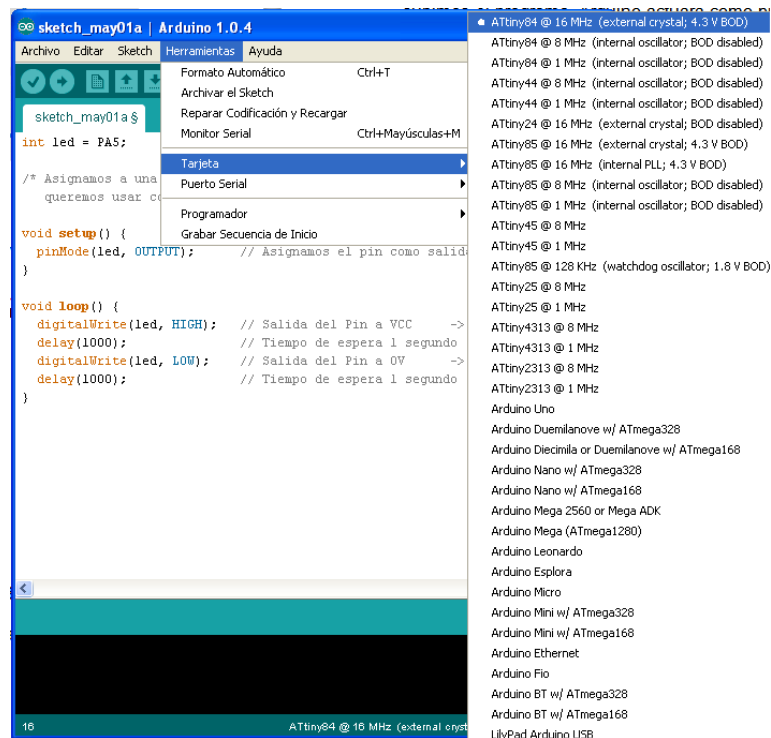 sketch_may01a | Arduino 1.0.4
Archivo Editar Sketch Herramientas Ayuda
Formato Automático Ctrl+T
Archivar el Sketch
Reparar Codificación y Recargar
Monitor Serial Ctrl+Mayúsculas+M
Tarjeta
Puerto Serial
Programador
Grabar Secuencia de Inicio
sketch_may01a §
int led = PA5;
/* Asignamos a una
queremos usar
void setup() {
pinMode(led, OUTPUT); // Asignamos el pin como salid
}
void loop() {
digitalWrite(led, HIGH); // Salida del Pin a VCC ->
delay(1000); // Tiempo de espera 1 segundo
digitalWrite(led, LOW); // Salida del Pin a 0V ->
delay(1000); // Tiempo de espera 1 segundo
}
16 ATtiny84 @ 16 MHz (external cryst
ATtiny84 @ 16 MHz (external crystal; 4.3 V BOD)
ATtiny84 @ 8 MHz (internal oscillator; BOD disabled)
ATtiny84 @ 1 MHz (internal oscillator; BOD disabled)
ATtiny44 @ 8 MHz (internal oscillator; BOD disabled)
ATtiny44 @ 1 MHz (internal oscillator; BOD disabled)
ATtiny24 @ 16 MHz (external crystal; BOD disabled)
ATtiny85 @ 16 MHz (external crystal; 4.3 V BOD)
ATtiny85 @ 16 MHz (internal PLL; 4.3 V BOD)
ATtiny85 @ 8 MHz (internal oscillator; BOD disabled)
ATtiny85 @ 1 MHz (internal oscillator; BOD disabled)
ATtiny45 @ 8 MHz
ATtiny45 @ 1 MHz
ATtiny85 @ 128 KHz (watchdog oscillator; 1.8 V BOD)
ATtiny25 @ 8 MHz
ATtiny25 @ 1 MHz
ATtiny4313 @ 8 MHz
ATtiny4313 @ 1 MHz
ATtiny2313 @ 8 MHz
ATtiny2313 @ 1 MHz
Arduino Uno
Arduino Duemilanove w/ ATmega328
Arduino Diecimila or Duemilanove w/ ATmega168
Arduino Nano w/ ATmega328
Arduino Nano w/ ATmega168
Arduino Mega 2560 or Mega ADK
Arduino Mega (ATmega1280)
Arduino Leonardo
Arduino Esplora
Arduino Micro
Arduino Mini w/ ATmega328
Arduino Mini w/ ATmega168
Arduino Ethernet
Arduino Fio
Arduino BT w/ ATmega328
Arduino BT w/ ATmega168
LilyPad Arduino USB